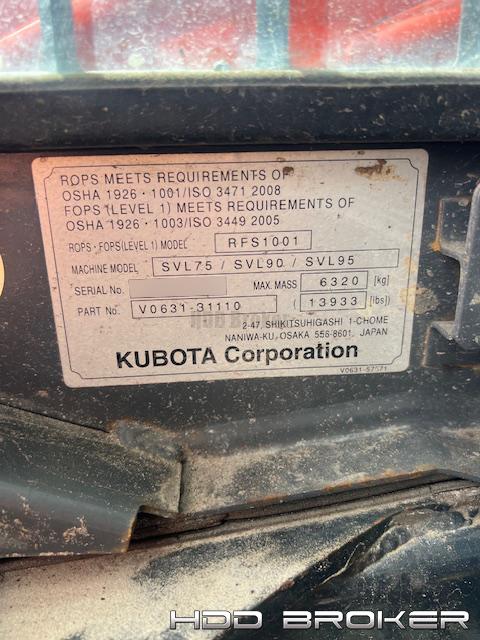 ROPS MEETS REQUIREMENTS OF
OSHA 1926 · 1001/ISO 3471 2008
FOPS (LEVEL 1) MEETS REQUIREMENTS OF
OSHA 1926 · 1003/ISO 3449 2005
ROPS · FOPS(LEVEL 1) MODEL RFS1001
MACHINE MODEL SVL75 / SVL90 / SVL95
SERIAL No. MAX. MASS 6320 [kg]
PART No. V0631-31110 13933 [lbs]
HDD Broker
2-47, SHIKITSUHIGASHI 1-CHOME
NANIWA-KU, OSAKA 556-8601, JAPAN
KUBOTA Corporation
HDD BROKER